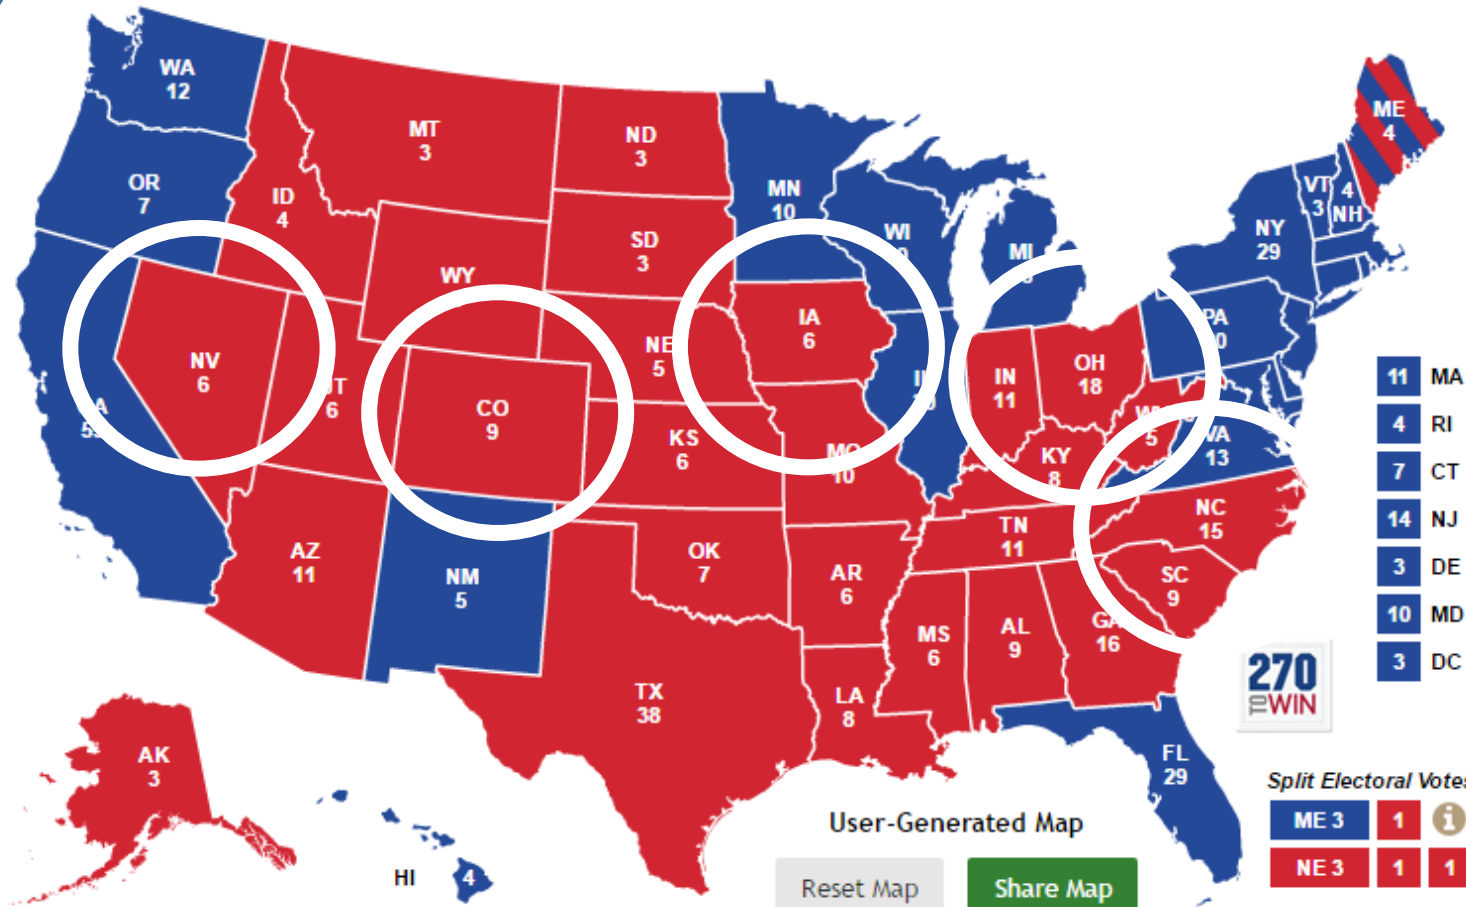 WA
12
OR
7
ID
4
MT
3
ND
3
MN
10
SD
3
WY
WI
MI
ME
4
VT
3
4
NH
NY
29
NV
6
6
CO
9
NE
5
IA
6
IN
11
OH
18
PA
5
KS
6
10
KY
8
VA
13
11 MA
4 RI
7 CT
14 NJ
3 DE
10 MD
3 DC
AZ
11
NM
5
OK
7
AR
6
TN
11
NC
15
SC
9
MS
6
AL
9
GA
16
TX
38
LA
8
FL
29
AK
3
HI
4
270
TO WIN
User-Generated Map
Reset Map
Share Map
Split Electoral Votes
ME 3 1 i
NE 3 1 1